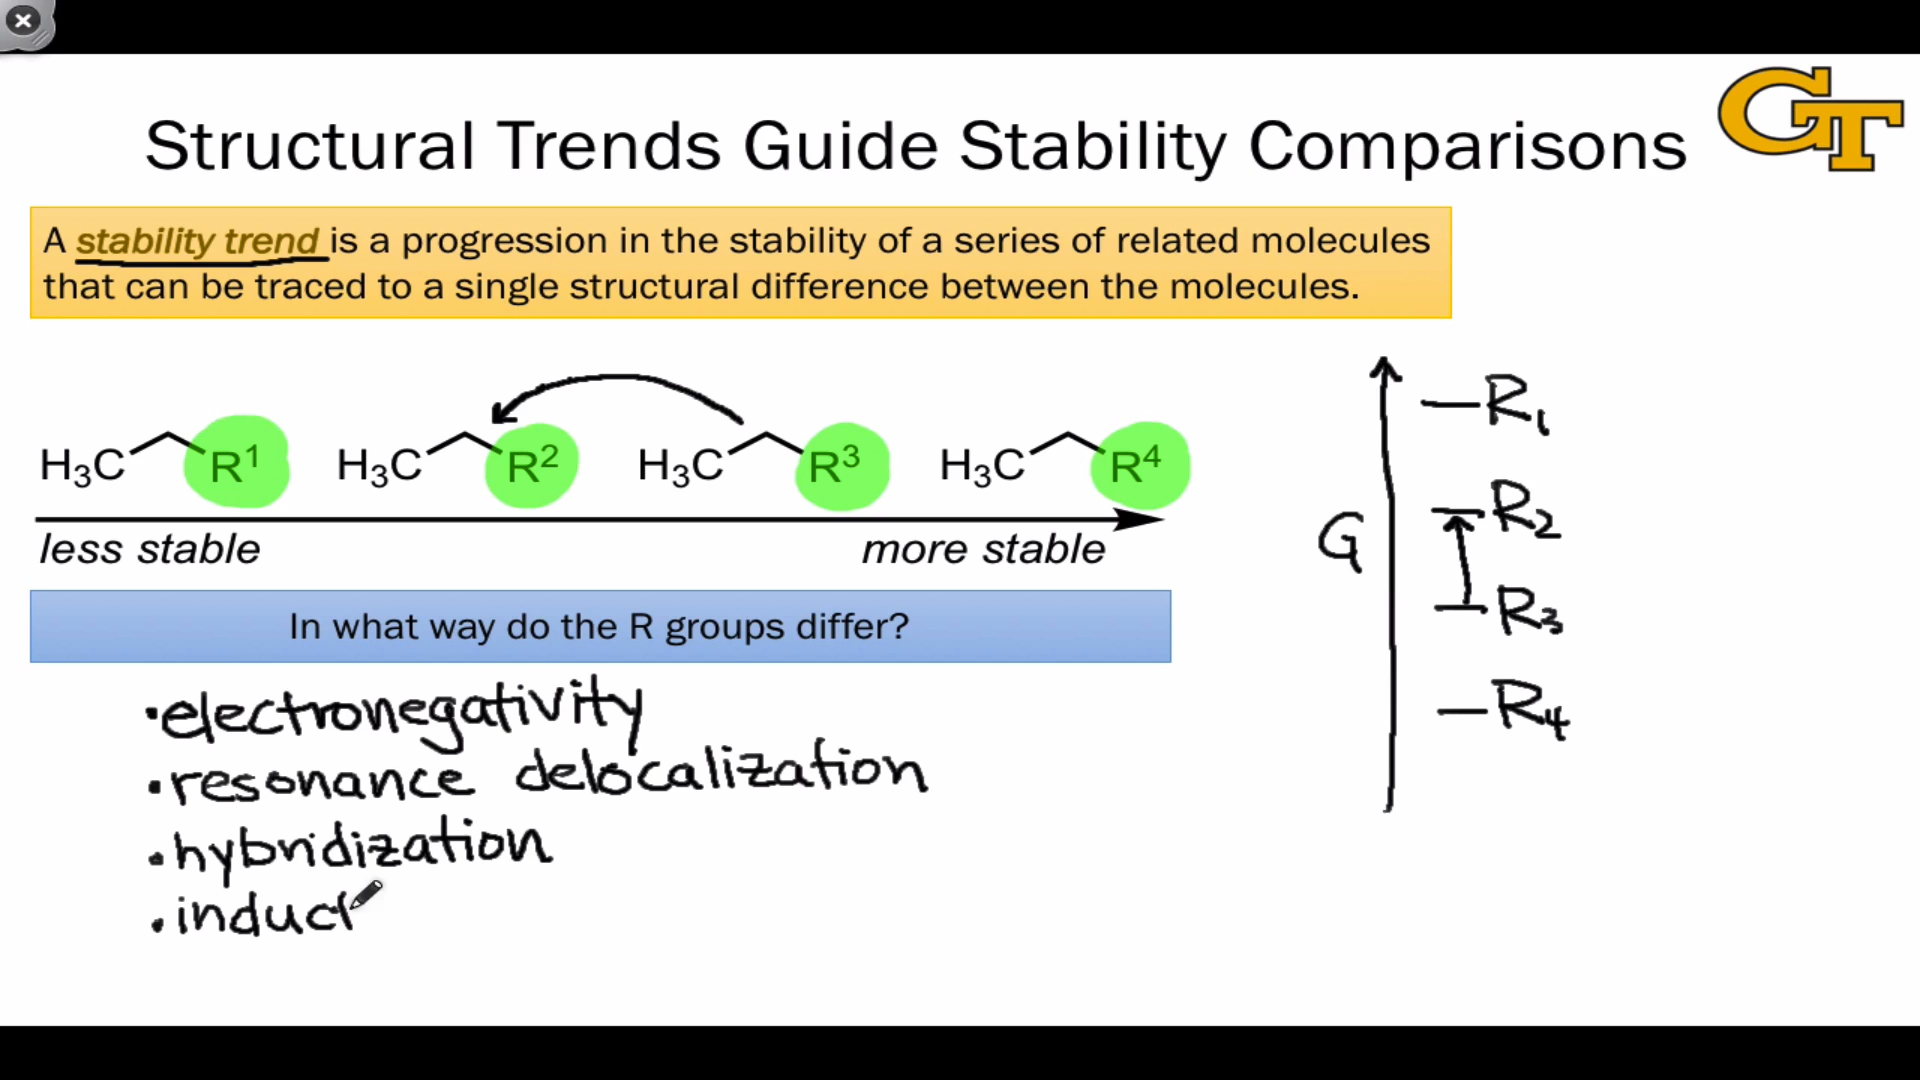 GT
Structural Trends Guide Stability Comparisons
A stability trend is a progression in the stability of a series of related molecules
that can be traced to a single structural difference between the molecules.
H₃C R¹ H₃C R² H₃C R³ H₃C R⁴
less stable more stable
In what way do the R groups differ?
• electronegativity
• resonance delocalization
• hybridization
• induct
G
R₁
R₂
R₃
R₄